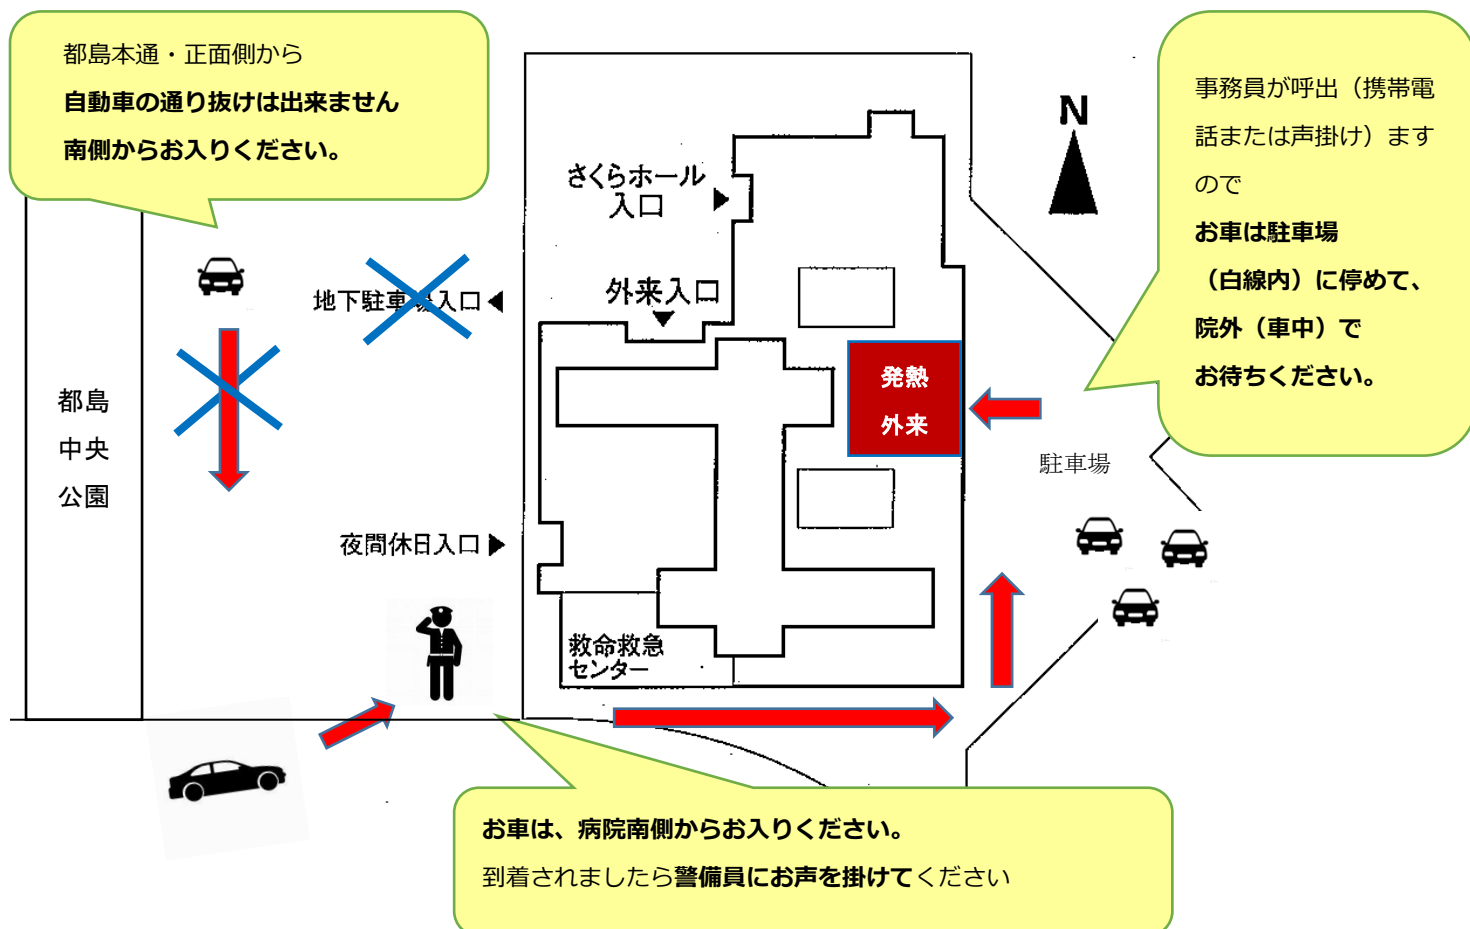 都島本通・正面側から
自動車の通り抜けは出来ません
南側からお入りください。
事務員が呼出（携帯電
話または声掛け）ます
ので
お車は駐車場
（白線内）に停めて、
院外（車中）で
お待ちください。
N
さくらホール
入口
地下駐車場入口
外来入口
発熱
外来
都島
中央
公園
駐車場
夜間休日入口
救命救急
センター
お車は、病院南側からお入りください。
到着されましたら警備員にお声を掛けてください